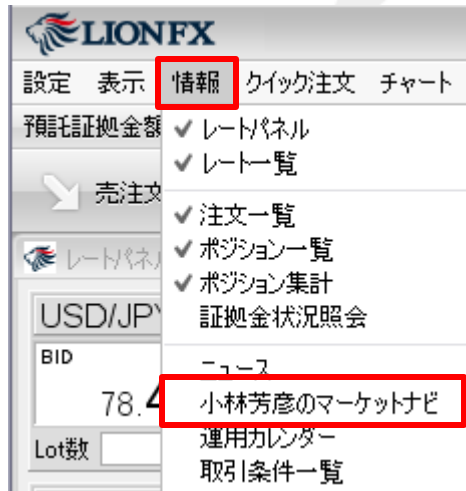 LIONFX
設定 表示 情報 クイック注文 チャート
預託証拠金額
レートパネル
レート一覧
売注文
注文一覧
レートパネル
ポジション一覧
ポジション集計
USD/JPY
証拠金状況照会
BID
ニュース
78.4
小林芳彦のマーケットナビ
Lot数
運用カレンダー
取引条件一覧